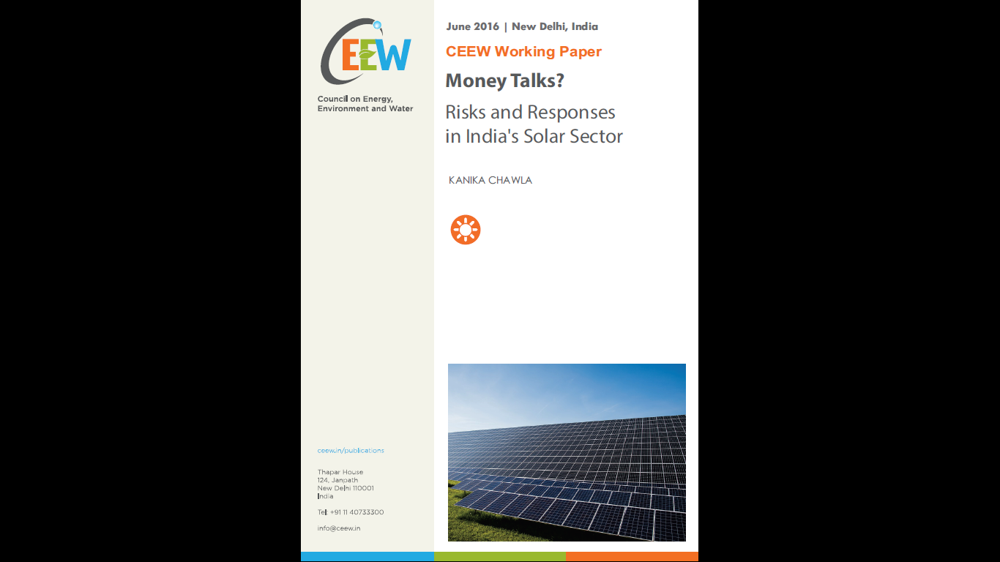 CEEW
Council on Energy,
Environment and Water
June 2016 | New Delhi, India
CEEW Working Paper
Money Talks?
Risks and Responses
in India's Solar Sector
KANIKA CHAWLA
ceew.in/publications
Thapar House
124, Janpath
New Delhi 110001
India
Tel: +91 11 40733300
info@ceew.in